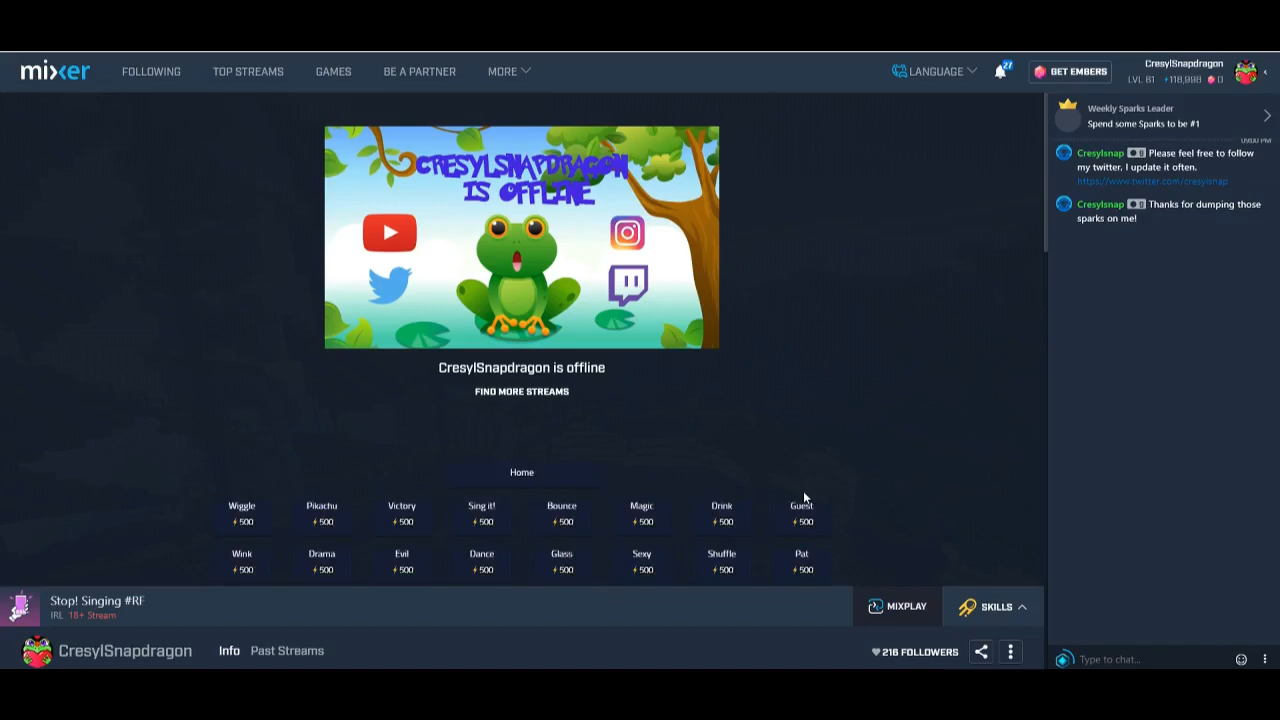 mixer FOLLOWING TOP STREAMS GAMES BE A PARTNER MORE LANGUAGE 27 GET EMBERS CresylSnapdragon
LVL 81 118,998 0
Weekly Sparks Leader
Spend some Sparks to be #1
Cresylsnap Please feel free to follow
my twitter, I update it often.
https://www.twitter.com/cresylsnap
Cresylsnap Thanks for dumping those
sparks on me!
CRESYLSNAPDRAGON
IS OFFLINE
CresylSnapdragon is offline
FIND MORE STREAMS
Home
Wiggle Pikachu Victory Sing it! Bounce Magic Drink Guest
500 500 500 500 500 500 500 500
Wink Drama Evil Dance Glass Sexy Shuffle Pat
500 500 500 500 500 500 500 500
Stop! Singing #RF
IRL 18+ Stream
MIXPLAY SKILLS
CresylSnapdragon Info Past Streams 216 FOLLOWERS
Type to chat...